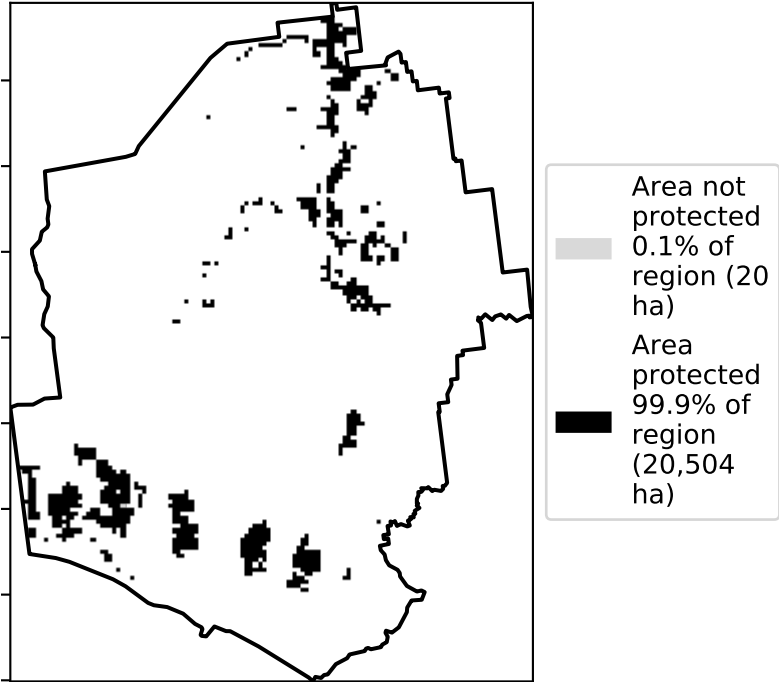 Area not
protected
0.1% of
region (20
ha)
Area
protected
99.9% of
region
(20,504
ha)